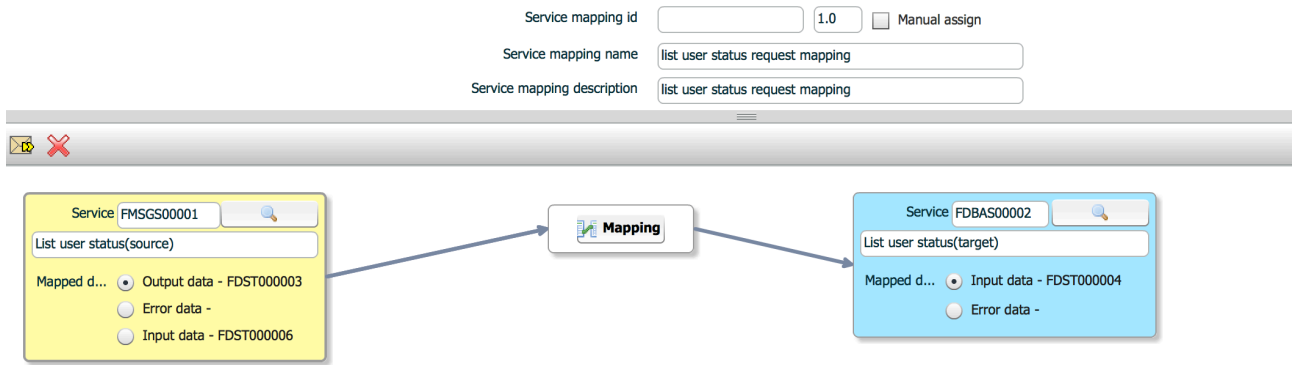 Service mapping id 1.0 Manual assign
Service mapping name list user status request mapping
Service mapping description list user status request mapping
Service FMSGS00001
List user status(source)
Mapped d... Output data - FDST000003
Error data -
Input data - FDST000006
Mapping
Service FDBAS00002
List user status(target)
Mapped d... Input data - FDST000004
Error data -